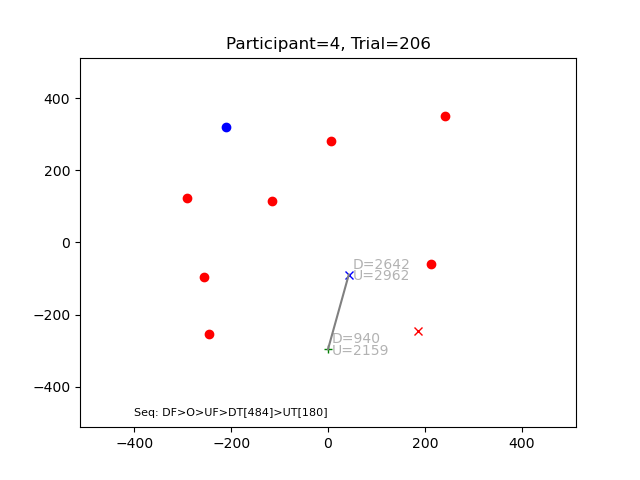 Participant=4, Trial=206
400
200
0
−200
−400
D=2642
U=2962
D=940
U=2159
Seq: DF>O>UF>DT[484]>UT[180]
−400 −200 0 200 400